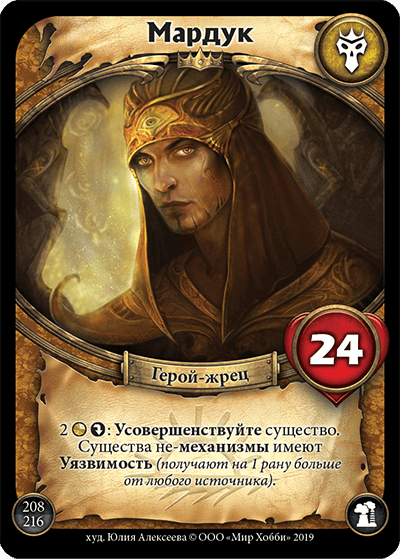 Мардук
24
Герой-жрец
2 : Усовершенствуйте существо.
Существа не-механизмы имеют
Уязвимость (получают на 1 рану больше
от любого источника).
208
216
худ. Юлия Алексеева © ООО «Мир Хобби» 2019